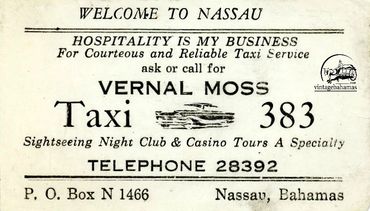 WELCOME TO NASSAU
HOSPITALITY IS MY BUSINESS
For Courteous and Reliable Taxi Service
ask or call for
VERNAL MOSS
vintagebahamas
Taxi 383
Sightseeing Night Club & Casino Tours A Specialty
TELEPHONE 28392
P. O. Box N 1466 Nassau, Bahamas